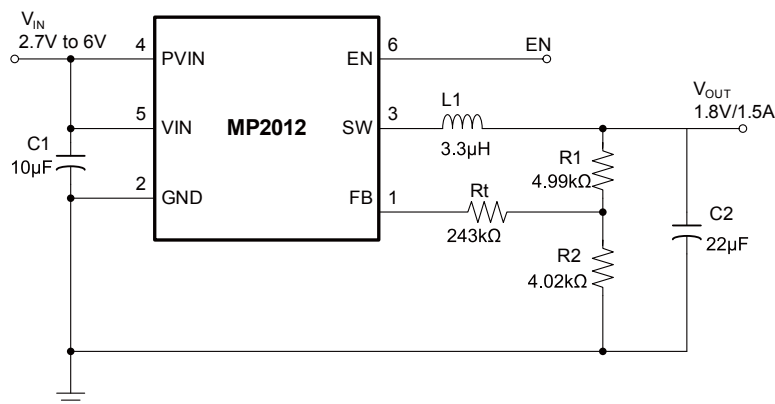 VIN
2.7V to 6V
4
PVIN
5
VIN
2
GND
MP2012
EN
6
SW
3
FB
1
EN
C1
10µF
L1
3.3µH
VOUT
1.8V/1.5A
R1
4.99kΩ
Rt
243kΩ
R2
4.02kΩ
C2
22µF